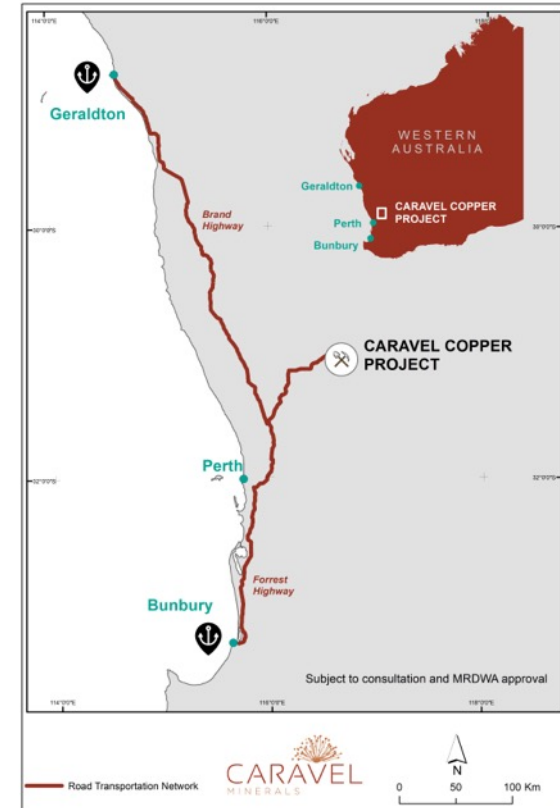 114°0'0"E
116°0'0"E
Geraldton
WESTERN
AUSTRALIA
Geraldton
CARAVEL COPPER
PROJECT
Perth
Bunbury
Brand
Highway
30°0'0"S
30°0'0"S
CARAVEL COPPER
PROJECT
Perth
32°0'0"S
32°0'0"S
Forrest
Highway
Bunbury
Subject to consultation and MRDWA approval
114°0'0"E
116°0'0"E
118°0'0"E
Road Transportation Network
CARAVEL
MINERALS
N
0 50 100 Km